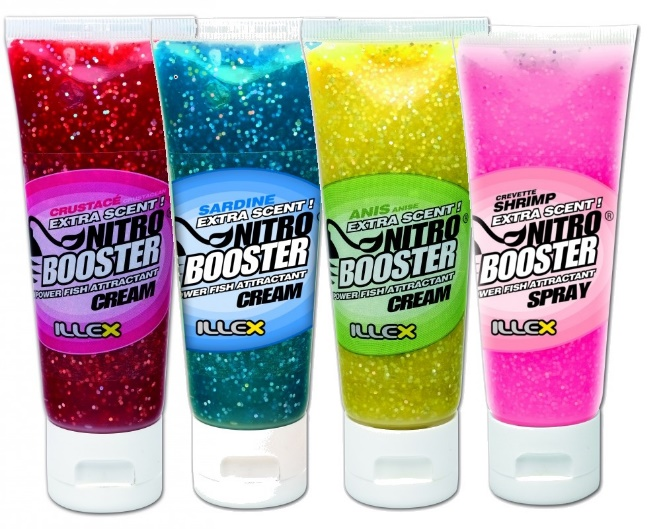 CRUSTACÉ
EXTRA SCENT !
NITRO
BOOSTER
POWER FISH ATTRACTANT
CREAM
ILLEX
SARDINE
EXTRA SCENT !
NITRO
BOOSTER
POWER FISH ATTRACTANT
CREAM
ILLEX
ANIS ANISE
EXTRA SCENT !
NITRO
BOOSTER ®
POWER FISH ATTRACTANT
CREAM
ILLEX
CREVETTE
SHRIMP
EXTRA SCENT !
NITRO ®
BOOSTER
POWER FISH ATTRACTANT
SPRAY
ILLEX